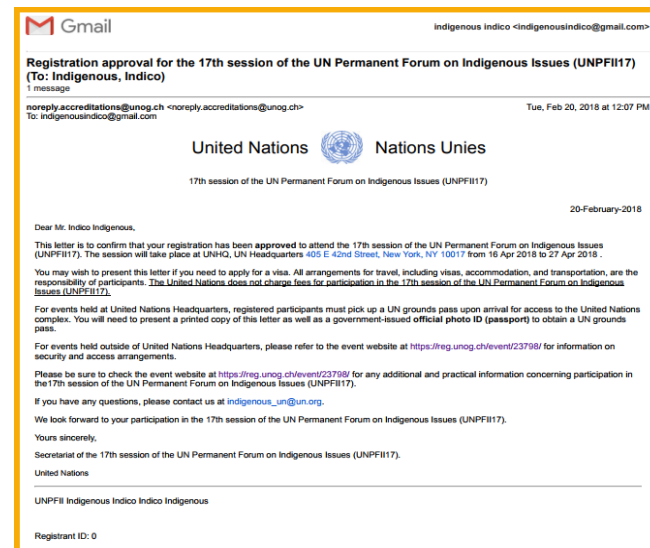 Gmail
indigenous indico <indigenousindico@gmail.com>
Registration approval for the 17th session of the UN Permanent Forum on Indigenous Issues (UNPFII17)
(To: Indigenous, Indico)
1 message
noreply.accreditations@unog.ch <noreply.accreditations@unog.ch>
Tue, Feb 20, 2018 at 12:07 PM
To: indigenousindico@gmail.com
United Nations Nations Unies
17th session of the UN Permanent Forum on Indigenous Issues (UNPFII17)
20-February-2018
Dear Mr. Indico Indigenous,
This letter is to confirm that your registration has been approved to attend the 17th session of the UN Permanent Forum on Indigenous Issues
(UNPFII17). The session will take place at UNHQ, UN Headquarters 405 E 42nd Street, New York, NY 10017 from 16 Apr 2018 to 27 Apr 2018 .
You may wish to present this letter if you need to apply for a visa. All arrangements for travel, including visas, accommodation, and transportation, are the
responsibility of participants. The United Nations does not charge fees for participation in the 17th session of the UN Permanent Forum on Indigenous
Issues (UNPFII17).
For events held at United Nations Headquarters, registered participants must pick up a UN grounds pass upon arrival for access to the United Nations
complex. You will need to present a printed copy of this letter as well as a government-issued official photo ID (passport) to obtain a UN grounds
pass.
For events held outside of United Nations Headquarters, please refer to the event website at https://reg.unog.ch/event/23798/ for information on
security and access arrangements.
Please be sure to check the event website at https://reg.unog.ch/event/23798/ for any additional and practical information concerning participation in
the17th session of the UN Permanent Forum on Indigenous Issues (UNPFII17).
If you have any questions, please contact us at indigenous_un@un.org.
We look forward to your participation in the 17th session of the UN Permanent Forum on Indigenous Issues (UNPFII17).
Yours sincerely,
Secretariat of the 17th session of the UN Permanent Forum on Indigenous Issues (UNPFII17).
United Nations
UNPFII Indigenous Indico Indico Indigenous
Registrant ID: 0